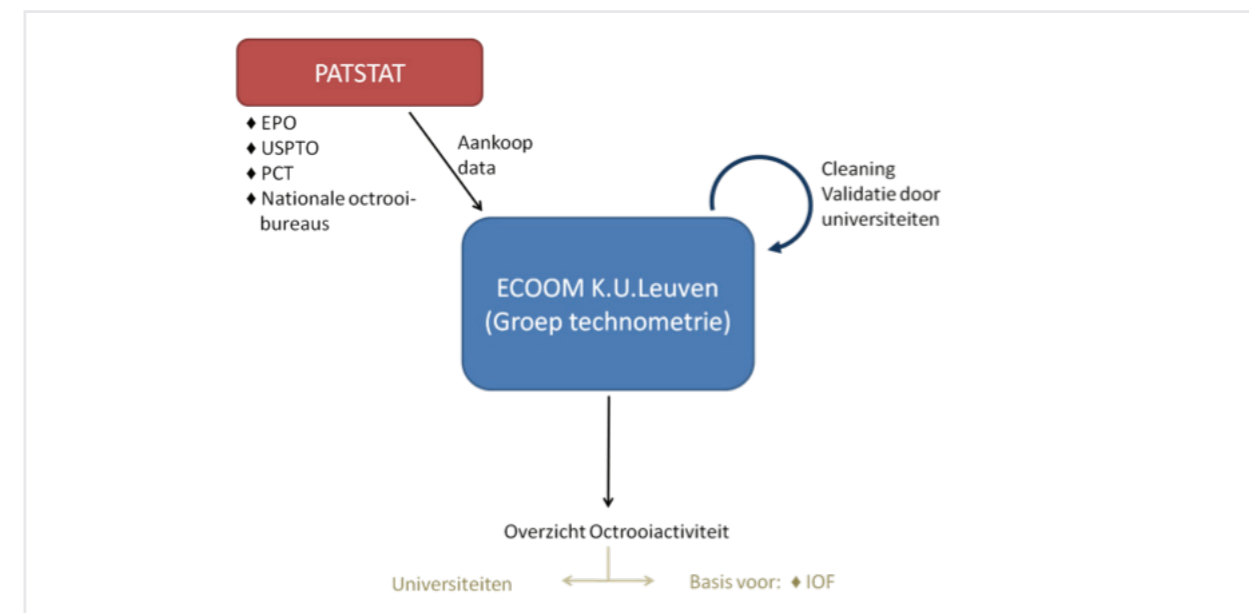 PATSTAT
♦ EPO
♦ USPTO
♦ PCT
♦ Nationale octrooi-
bureaus
Aankoop
data
Cleaning
Validatie door
universiteiten
ECOOM K.U.Leuven
(Groep technometrie)
Overzicht Octrooiactiviteit
Universiteiten
Basis voor: ♦ IOF